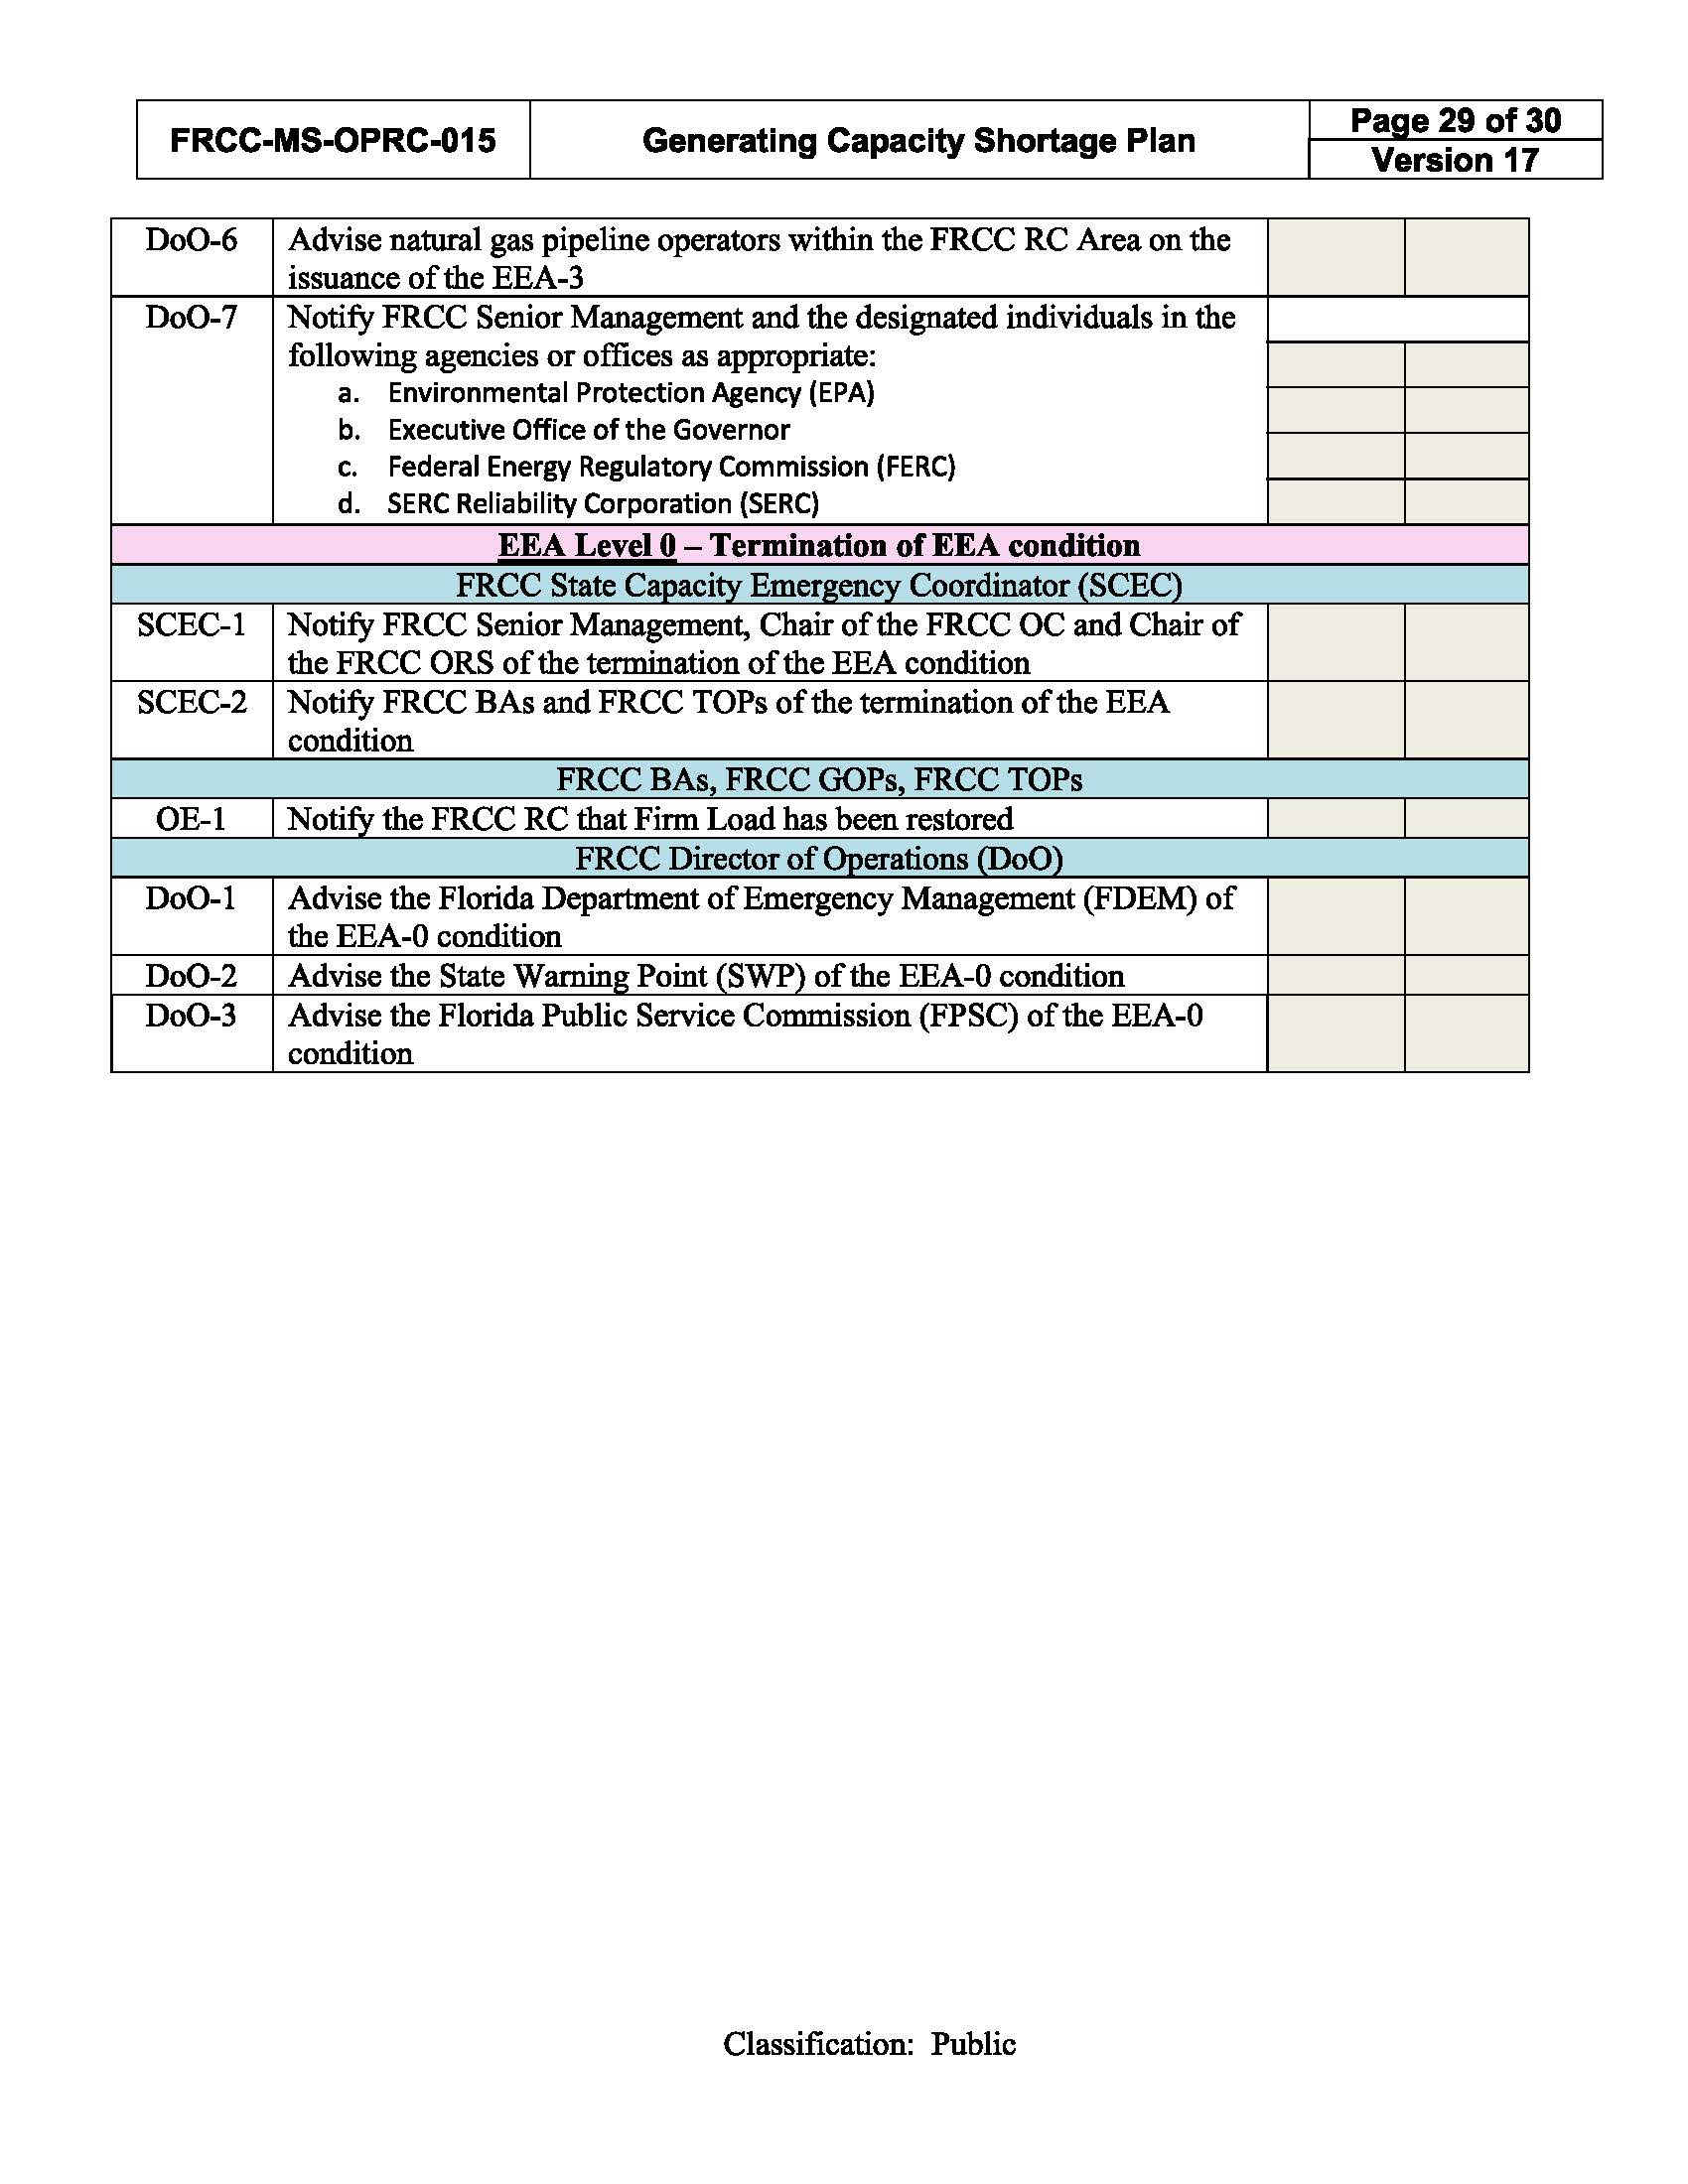 FRCC-MS-OPRC-015
Generating Capacity Shortage Plan
Page 29 of 30
Version 17
DoO-6
Advise natural gas pipeline operators within the FRCC RC Area on the
issuance of the EEA-3
DoO-7
Notify FRCC Senior Management and the designated individuals in the
following agencies or offices as appropriate:
a. Environmental Protection Agency (EPA)
b. Executive Office of the Governor
c. Federal Energy Regulatory Commission (FERC)
d. SERC Reliability Corporation (SERC)
EEA Level 0 – Termination of EEA condition
FRCC State Capacity Emergency Coordinator (SCEC)
SCEC-1
Notify FRCC Senior Management, Chair of the FRCC OC and Chair of
the FRCC ORS of the termination of the EEA condition
SCEC-2
Notify FRCC BAs and FRCC TOPs of the termination of the EEA
condition
FRCC BAs, FRCC GOPs, FRCC TOPs
OE-1
Notify the FRCC RC that Firm Load has been restored
FRCC Director of Operations (DoO)
DoO-1
Advise the Florida Department of Emergency Management (FDEM) of
the EEA-0 condition
DoO-2
Advise the State Warning Point (SWP) of the EEA-0 condition
DoO-3
Advise the Florida Public Service Commission (FPSC) of the EEA-0
condition
Classification: Public